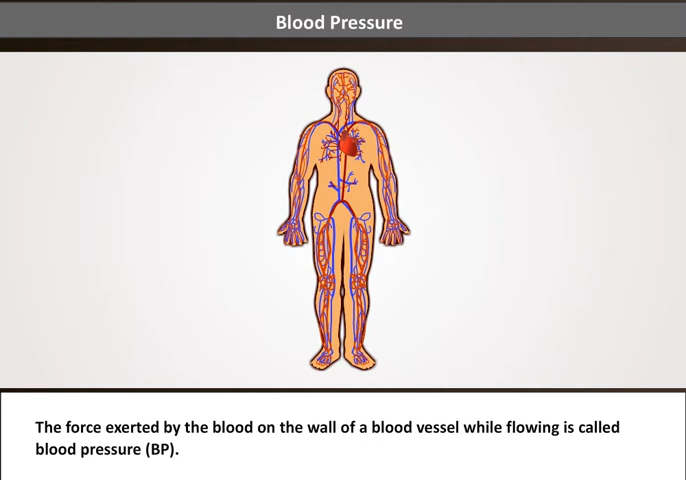 Blood Pressure
The force exerted by the blood on the wall of a blood vessel while flowing is called
blood pressure (BP).